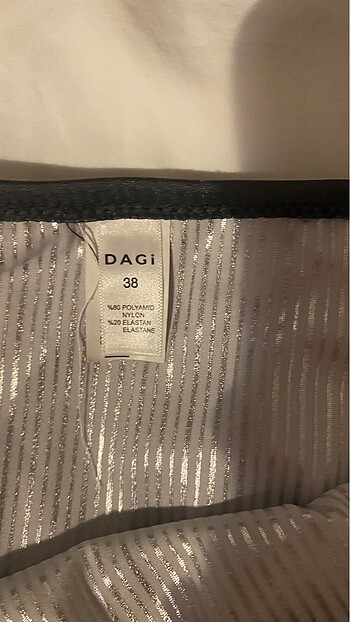 DAGi
38
%80 POLYAMID
NYLON
%20 ELASTAN
ELASTANE